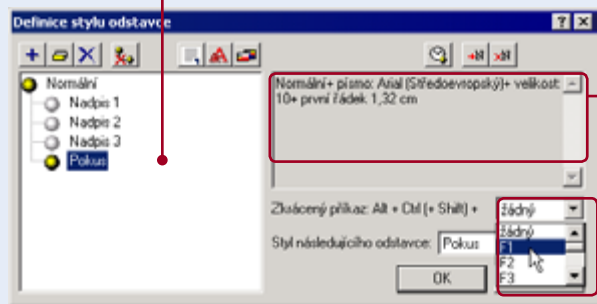 Definice stylu odstavce
Normální
Nadpis 1
Nadpis 2
Nadpis 3
Pokus
Normální+ písmo: Arial (Středoevropský)+ velikost:
10+ první řádek 1,32 cm
Zkrácený příkaz: Alt + Ctrl (+ Shift) +
žádný
žádný
F1
F2
F3
Styl následujícího odstavce:
Pokus
OK